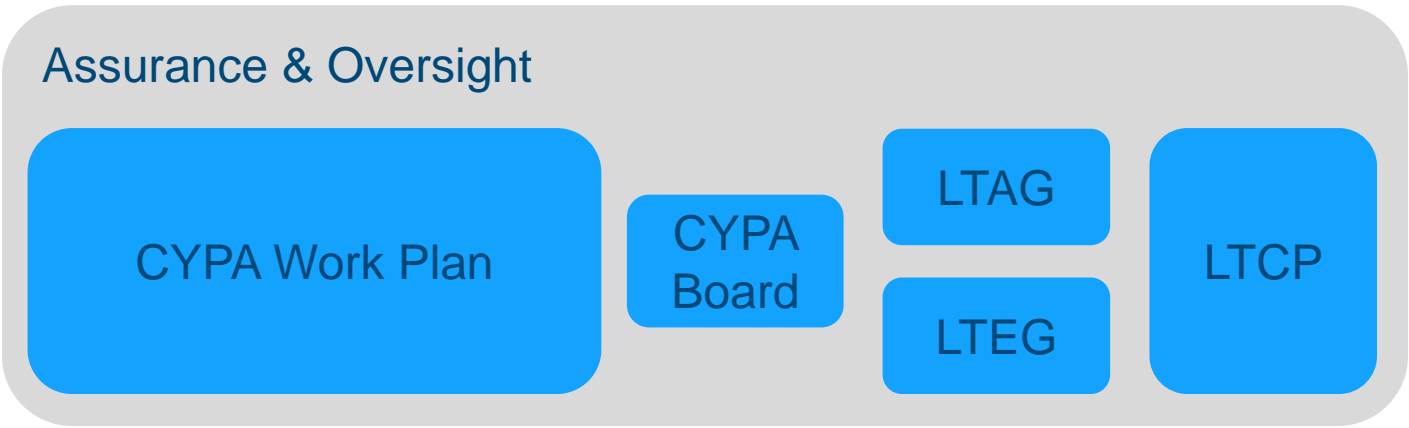 Assurance & Oversight
CYPA Work Plan
CYPA
Board
LTAG
LTEG
LTCP